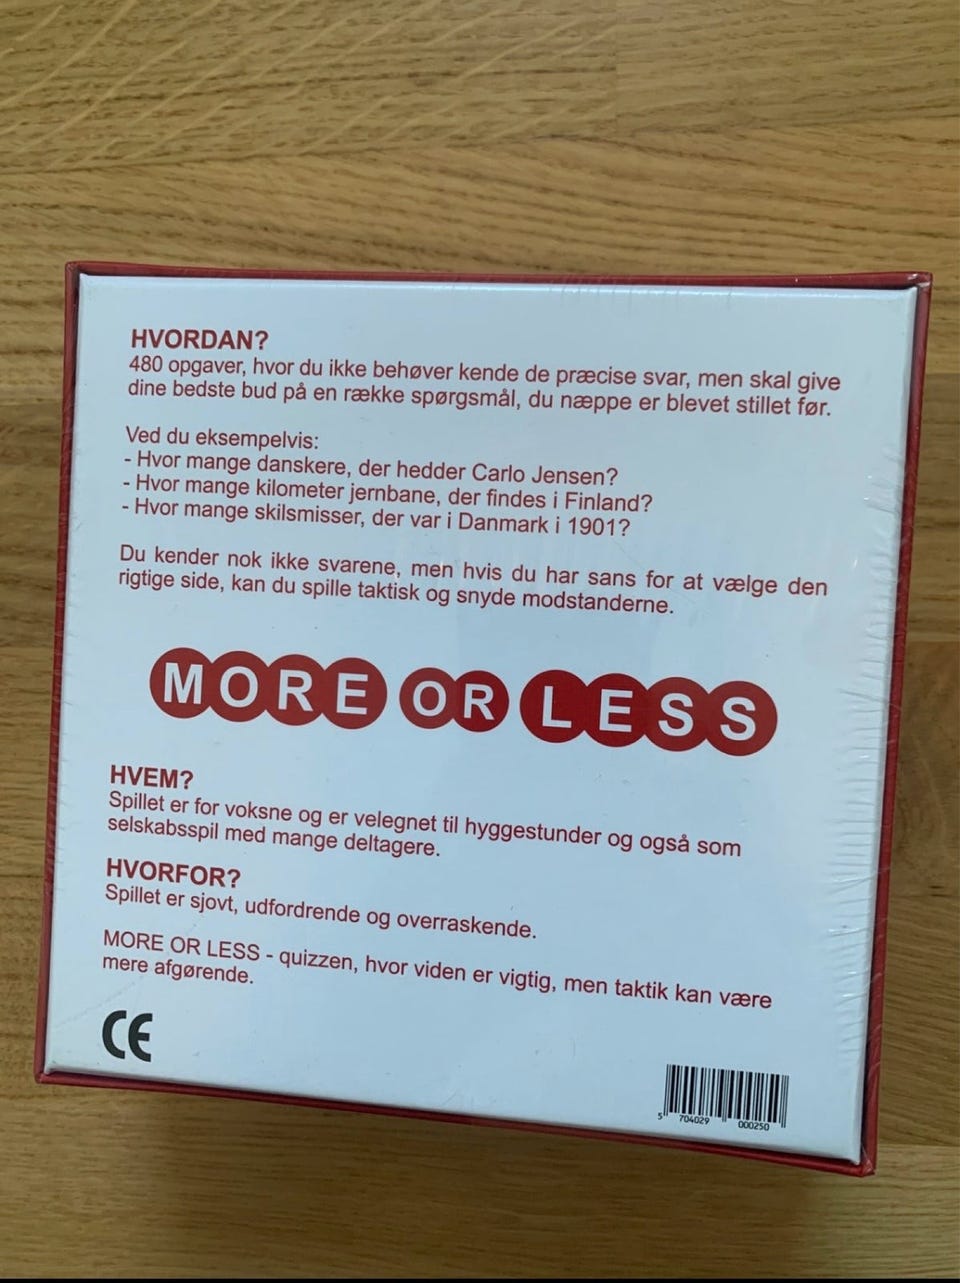 HVORDAN?
480 opgaver, hvor du ikke behøver kende de præcise svar, men skal give
dine bedste bud på en række spørgsmål, du næppe er blevet stillet før.
Ved du eksempelvis:
- Hvor mange danskere, der hedder Carlo Jensen?
- Hvor mange kilometer jernbane, der findes i Finland?
- Hvor mange skilsmisser, der var i Danmark i 1901?
Du kender nok ikke svarene, men hvis du har sans for at vælge den
rigtige side, kan du spille taktisk og snyde modstanderne.
MORE OR LESS
HVEM?
Spillet er for voksne og er velegnet til hyggestunder og også som
selskabsspil med mange deltagere.
HVORFOR?
Spillet er sjovt, udfordrende og overraskende.
MORE OR LESS - quizzen, hvor viden er vigtig, men taktik kan være
mere afgørende.
CE
5 704029 000250